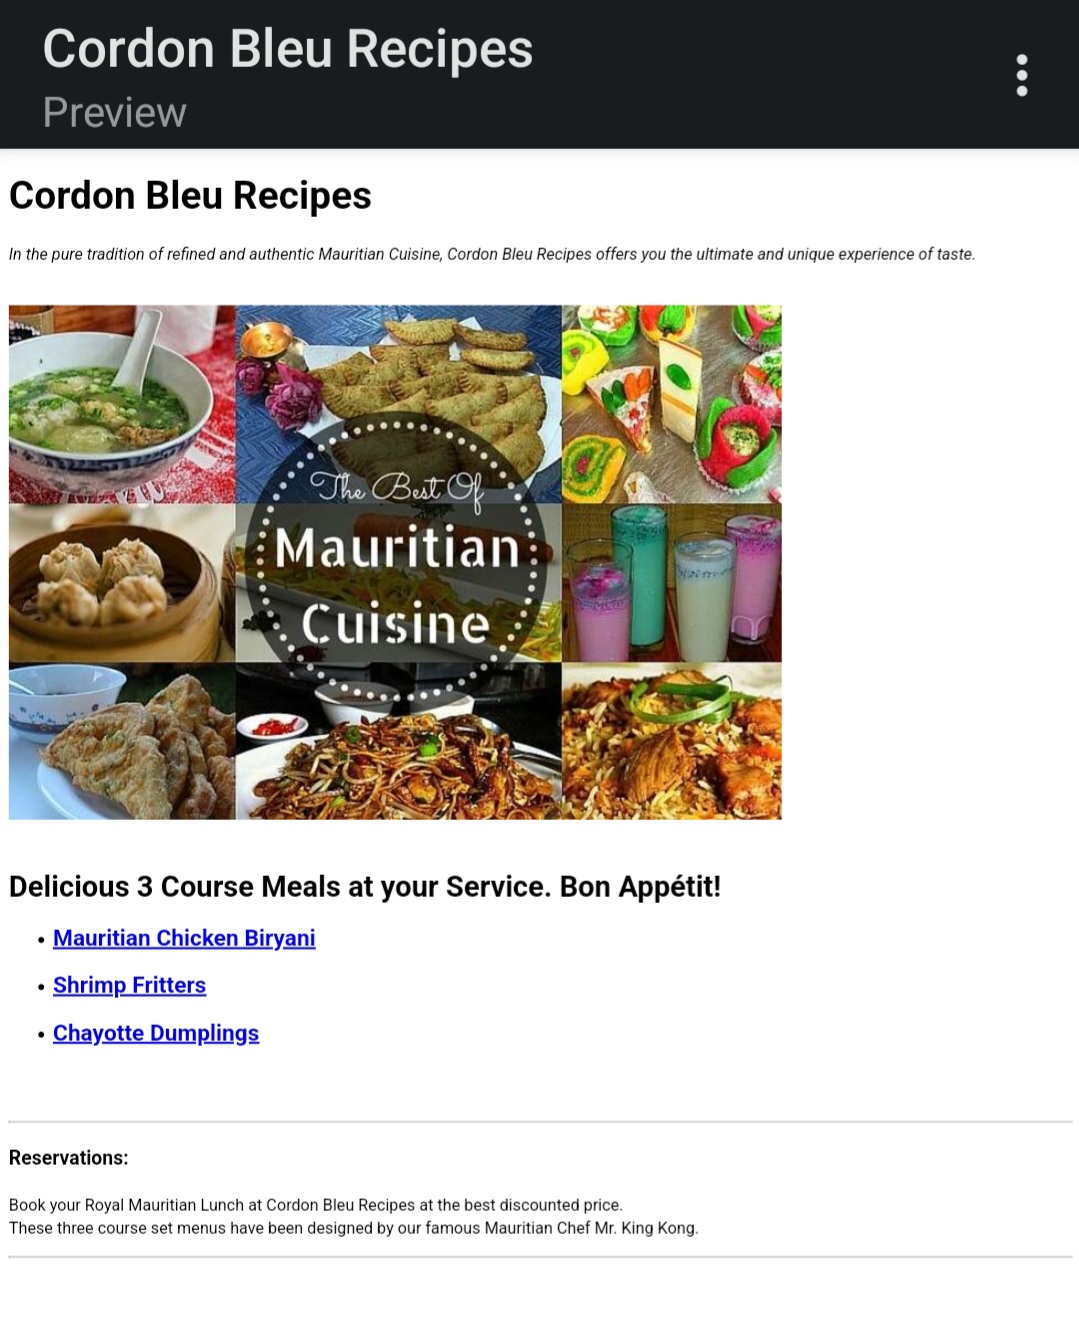 Cordon Bleu Recipes
Preview
Cordon Bleu Recipes
In the pure tradition of refined and authentic Mauritian Cuisine, Cordon Bleu Recipes offers you the ultimate and unique experience of taste.
The Best Of
Mauritian
Cuisine
Delicious 3 Course Meals at your Service. Bon Appétit!
• Mauritian Chicken Biryani
• Shrimp Fritters
• Chayotte Dumplings
Reservations:
Book your Royal Mauritian Lunch at Cordon Bleu Recipes at the best discounted price.
These three course set menus have been designed by our famous Mauritian Chef Mr. King Kong.